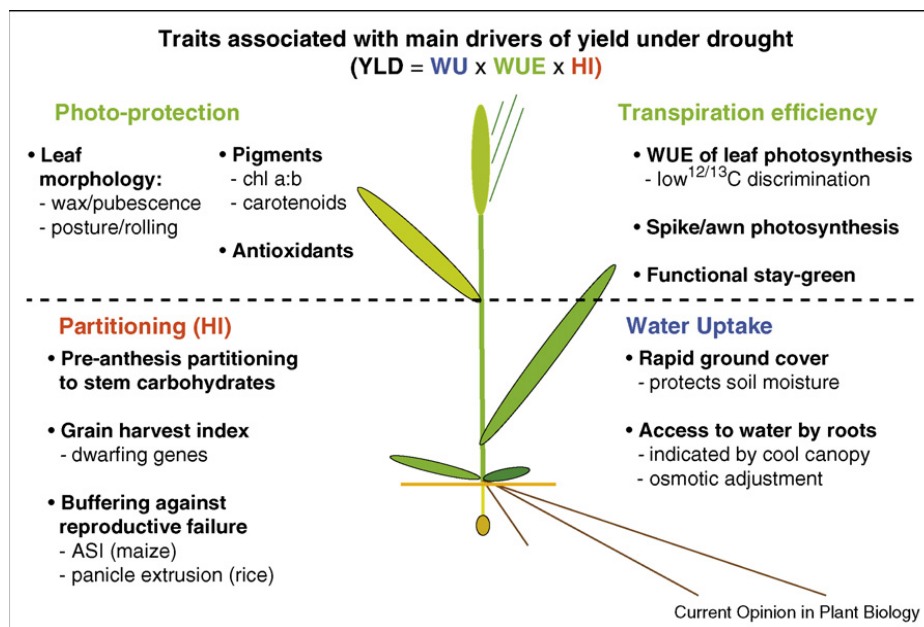 Traits associated with main drivers of yield under drought
(YLD = WU x WUE x HI)
Photo-protection
• Leaf
morphology:
- wax/pubescence
- posture/rolling
• Pigments
- chl a:b
- carotenoids
• Antioxidants
Transpiration efficiency
• WUE of leaf photosynthesis
- low12/13C discrimination
• Spike/awn photosynthesis
• Functional stay-green
Partitioning (HI)
• Pre-anthesis partitioning
to stem carbohydrates
• Grain harvest index
- dwarfing genes
• Buffering against
reproductive failure
- ASI (maize)
- panicle extrusion (rice)
Water Uptake
• Rapid ground cover
- protects soil moisture
• Access to water by roots
- indicated by cool canopy
- osmotic adjustment
Current Opinion in Plant Biology